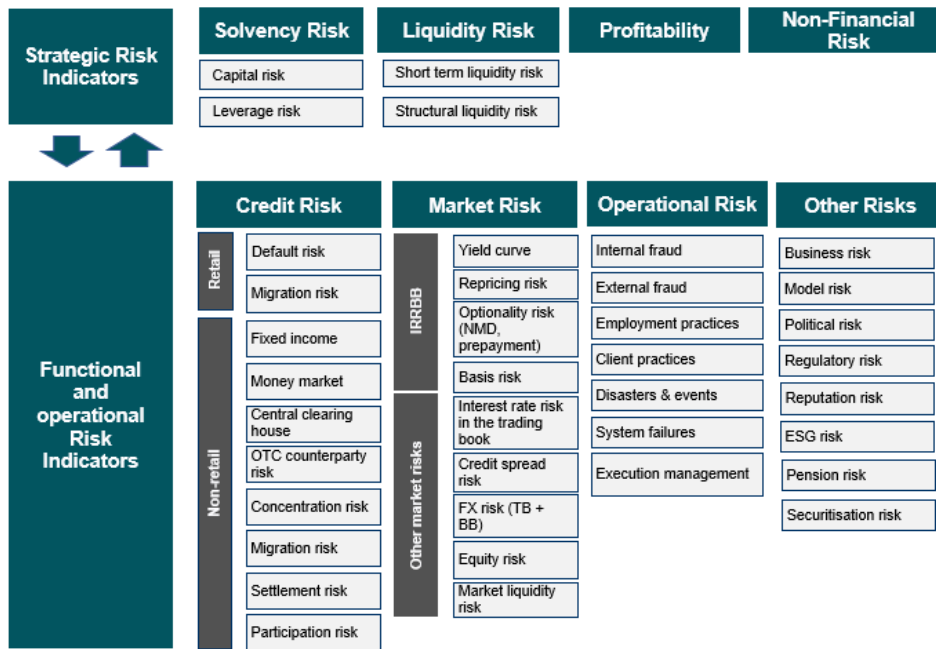 Strategic Risk
Indicators
Solvency Risk
Liquidity Risk
Profitability
Non-Financial
Risk
Capital risk
Leverage risk
Short term liquidity risk
Structural liquidity risk
Functional
and
operational
Risk
Indicators
Credit Risk
Retail
Default risk
Migration risk
Non-retail
Fixed income
Money market
Central clearing
house
OTC counterparty
risk
Concentration risk
Migration risk
Settlement risk
Participation risk
Market Risk
IRRBB
Yield curve
Repricing risk
Optionality risk
(NMD,
prepayment)
Basis risk
Other market risks
Interest rate risk
in the trading
book
Credit spread
risk
FX risk (TB +
BB)
Equity risk
Market liquidity
risk
Operational Risk
Internal fraud
External fraud
Employment practices
Client practices
Disasters & events
System failures
Execution management
Other Risks
Business risk
Model risk
Political risk
Regulatory risk
Reputation risk
ESG risk
Pension risk
Securitisation risk